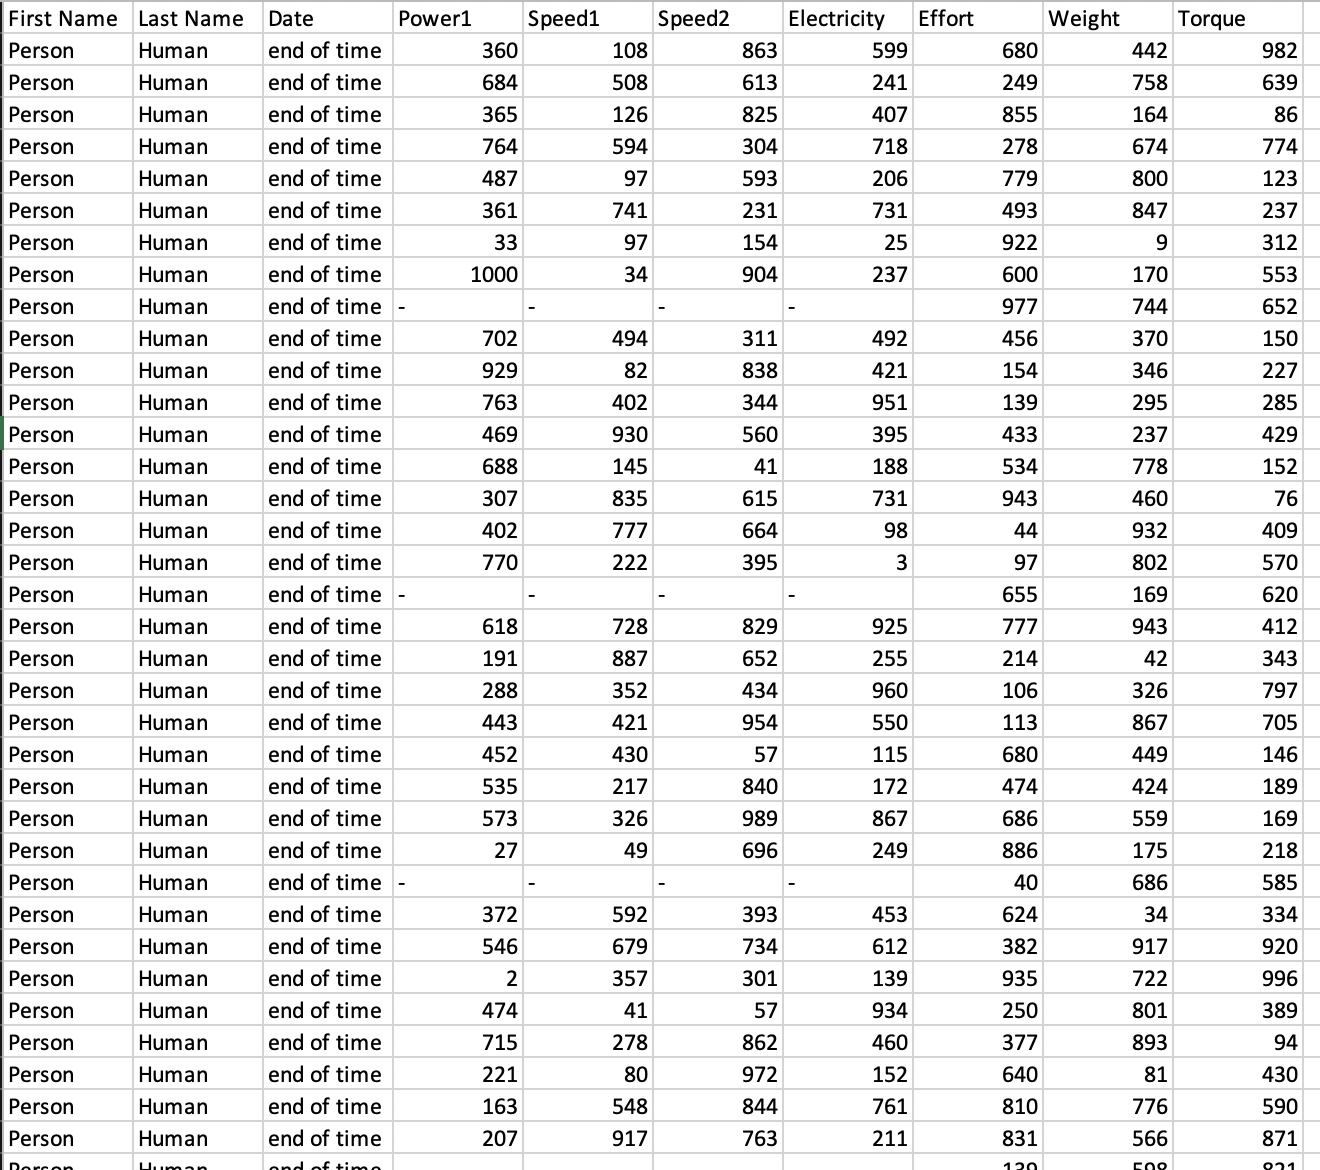 First Name Last Name Date Power1 Speed1 Speed2 Electricity Effort Weight Torque
Person Human end of time 360 108 863 599 680 442 982
Person Human end of time 684 508 613 241 249 758 639
Person Human end of time 365 126 825 407 855 164 86
Person Human end of time 764 594 304 718 278 674 774
Person Human end of time 487 97 593 206 779 800 123
Person Human end of time 361 741 231 731 493 847 237
Person Human end of time 33 97 154 25 922 9 312
Person Human end of time 1000 34 904 237 600 170 553
Person Human end of time - - - - 977 744 652
Person Human end of time 702 494 311 492 456 370 150
Person Human end of time 929 82 838 421 154 346 227
Person Human end of time 763 402 344 951 139 295 285
Person Human end of time 469 930 560 395 433 237 429
Person Human end of time 688 145 41 188 534 778 152
Person Human end of time 307 835 615 731 943 460 76
Person Human end of time 402 777 664 98 44 932 409
Person Human end of time 770 222 395 3 97 802 570
Person Human end of time - - - - 655 169 620
Person Human end of time 618 728 829 925 777 943 412
Person Human end of time 191 887 652 255 214 42 343
Person Human end of time 288 352 434 960 106 326 797
Person Human end of time 443 421 954 550 113 867 705
Person Human end of time 452 430 57 115 680 449 146
Person Human end of time 535 217 840 172 474 424 189
Person Human end of time 573 326 989 867 686 559 169
Person Human end of time 27 49 696 249 886 175 218
Person Human end of time - - - - 40 686 585
Person Human end of time 372 592 393 453 624 34 334
Person Human end of time 546 679 734 612 382 917 920
Person Human end of time 2 357 301 139 935 722 996
Person Human end of time 474 41 57 934 250 801 389
Person Human end of time 715 278 862 460 377 893 94
Person Human end of time 221 80 972 152 640 81 430
Person Human end of time 163 548 844 761 810 776 590
Person Human end of time 207 917 763 211 831 566 871
Person Human end of time